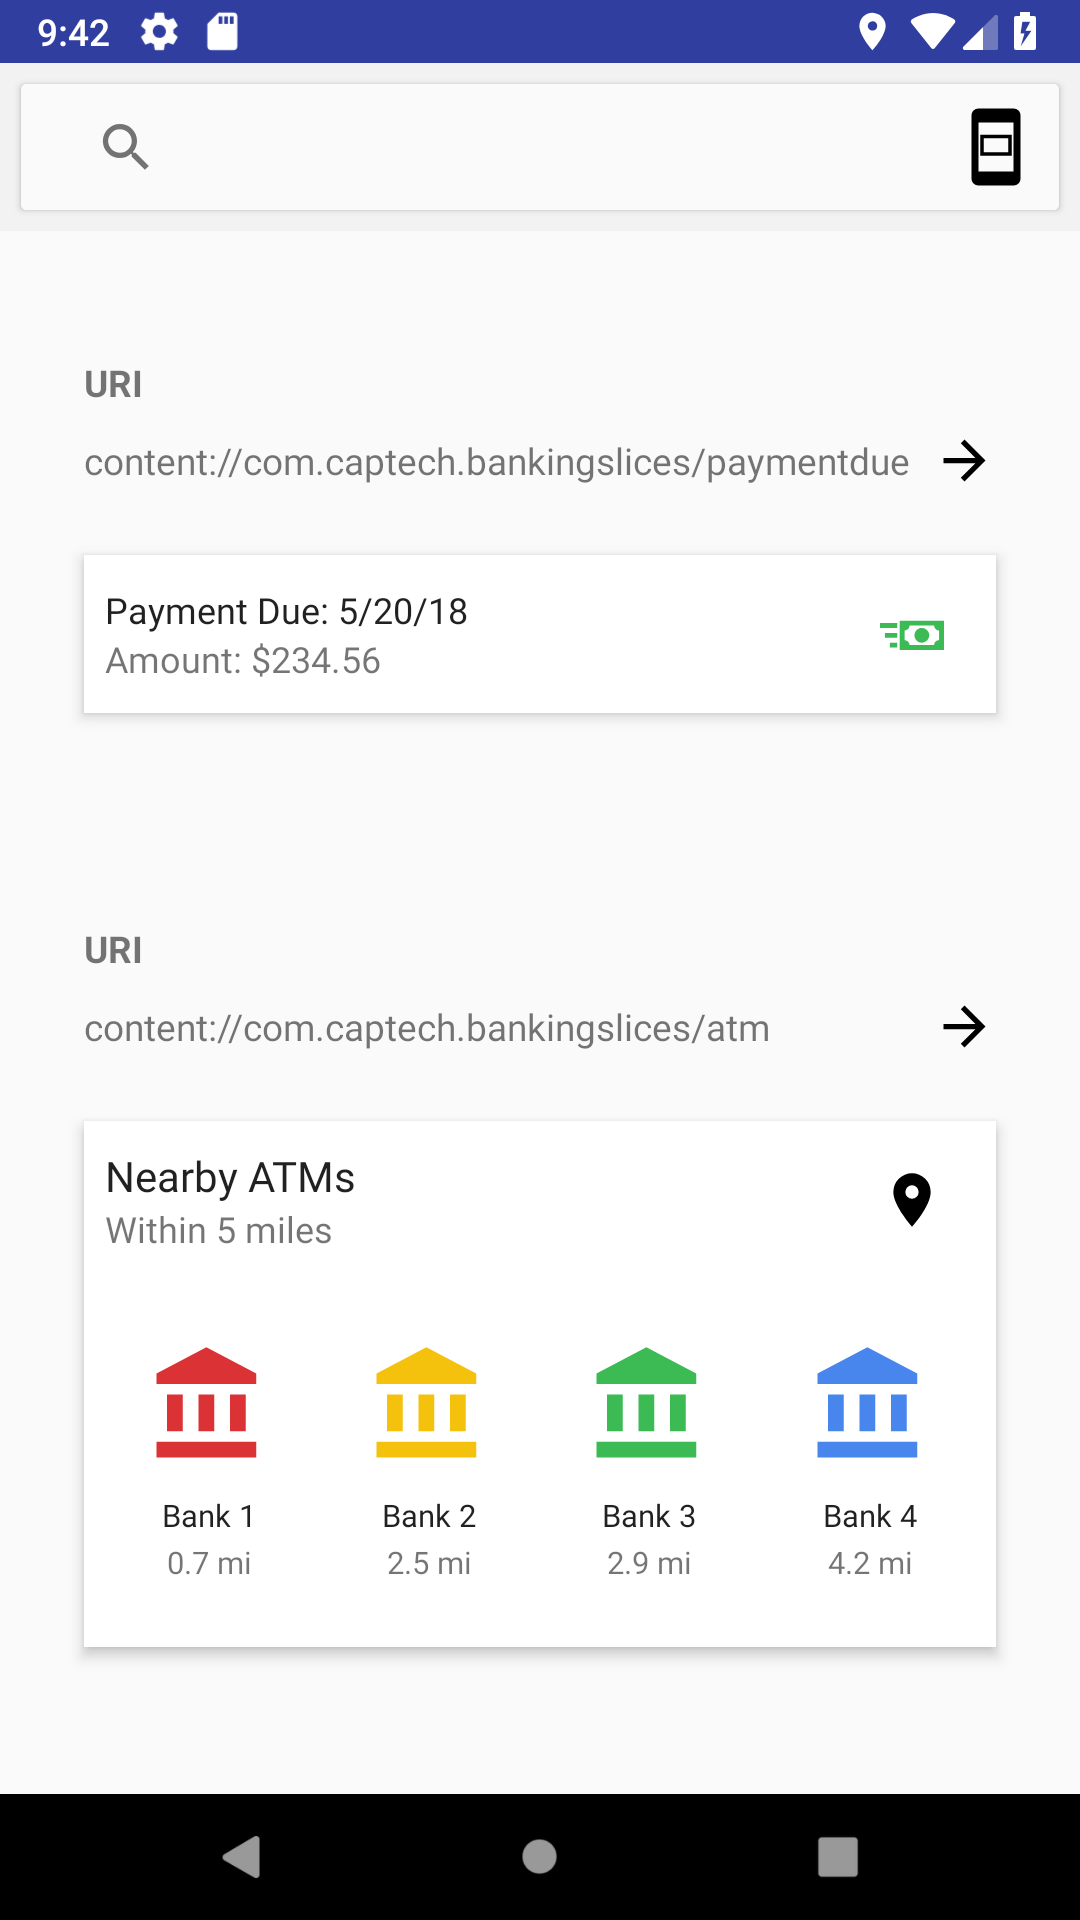 9:42
URI
content://com.captech.bankingslices/paymentdue
Payment Due: 5/20/18
Amount: $234.56
URI
content://com.captech.bankingslices/atm
Nearby ATMs
Within 5 miles
Bank 1 Bank 2 Bank 3 Bank 4
0.7 mi 2.5 mi 2.9 mi 4.2 mi